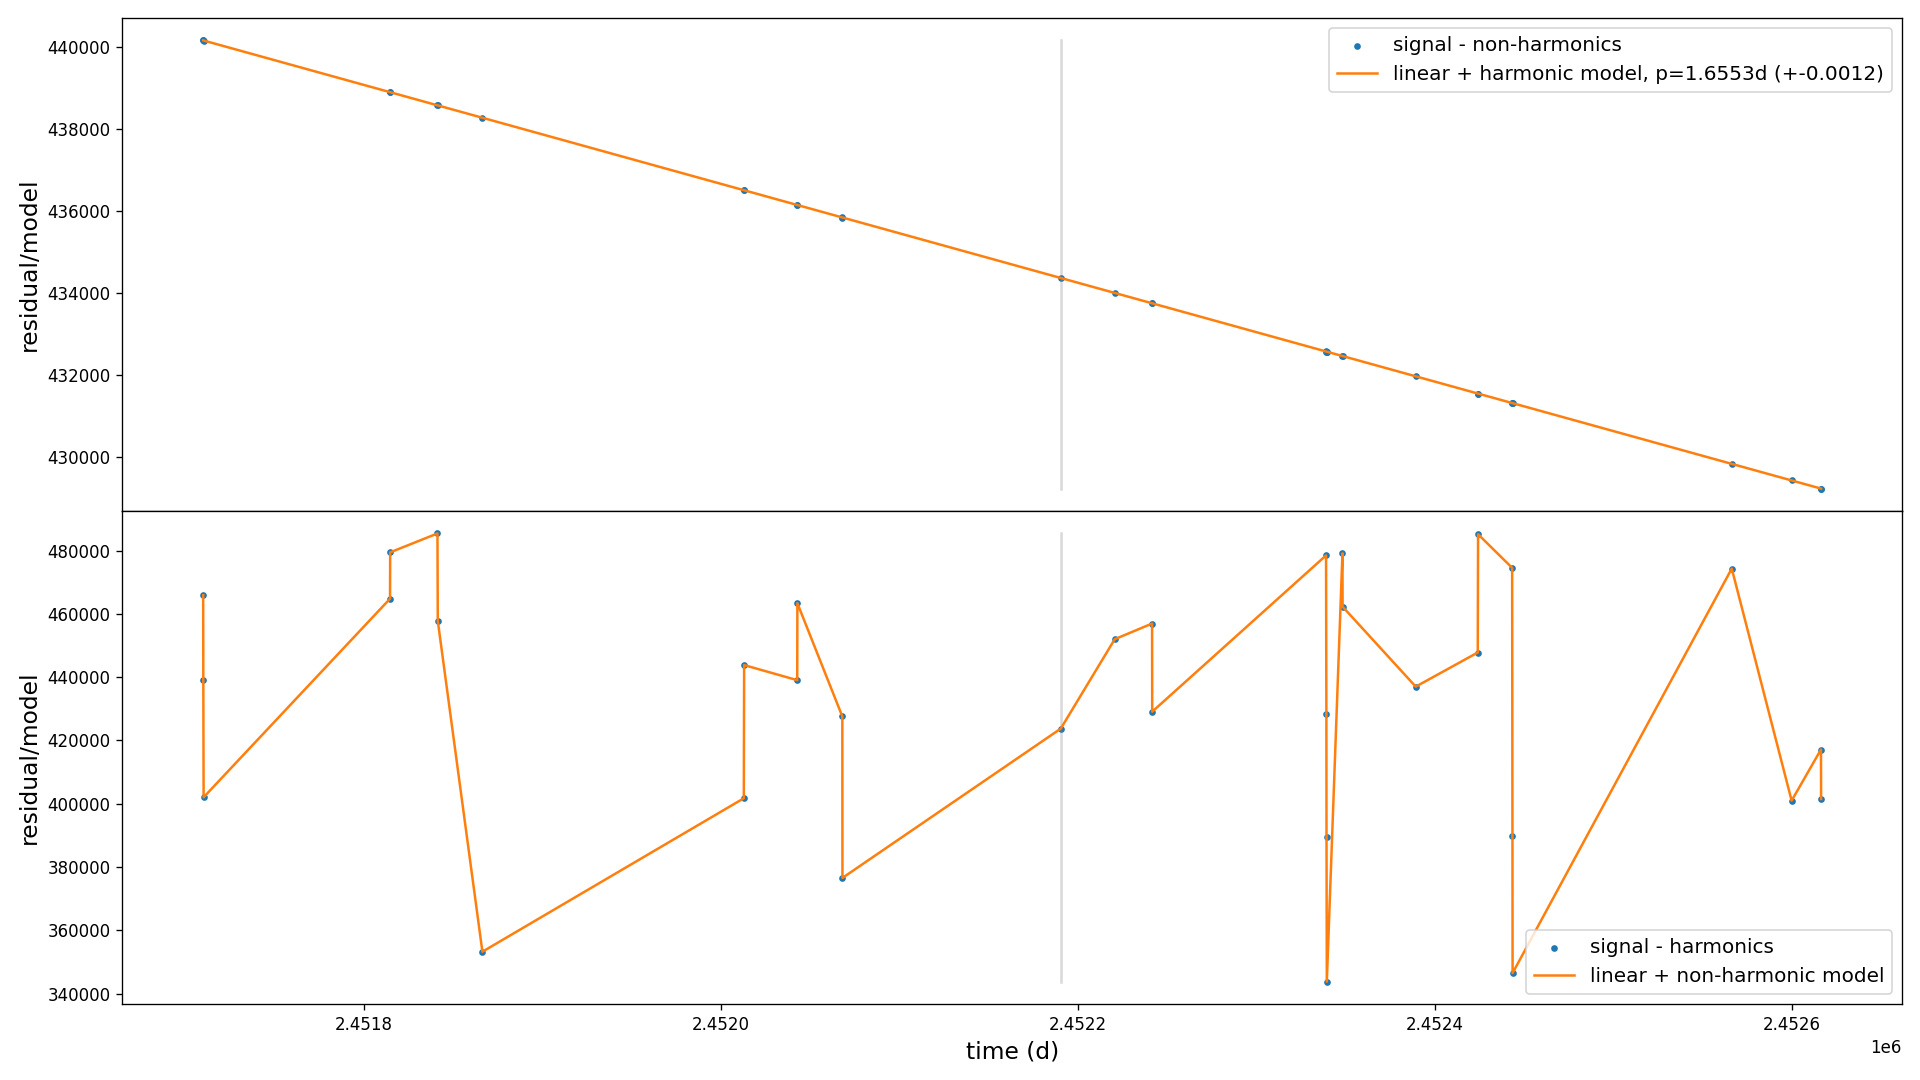 440000
438000
436000
434000
432000
430000
residual/model
signal - non-harmonics
linear + harmonic model, p=1.6553d (+-0.0012)
480000
460000
440000
420000
400000
380000
360000
340000
residual/model
signal - harmonics
linear + non-harmonic model
2.4518 2.4520 2.4522 2.4524 2.4526
1e6
time (d)